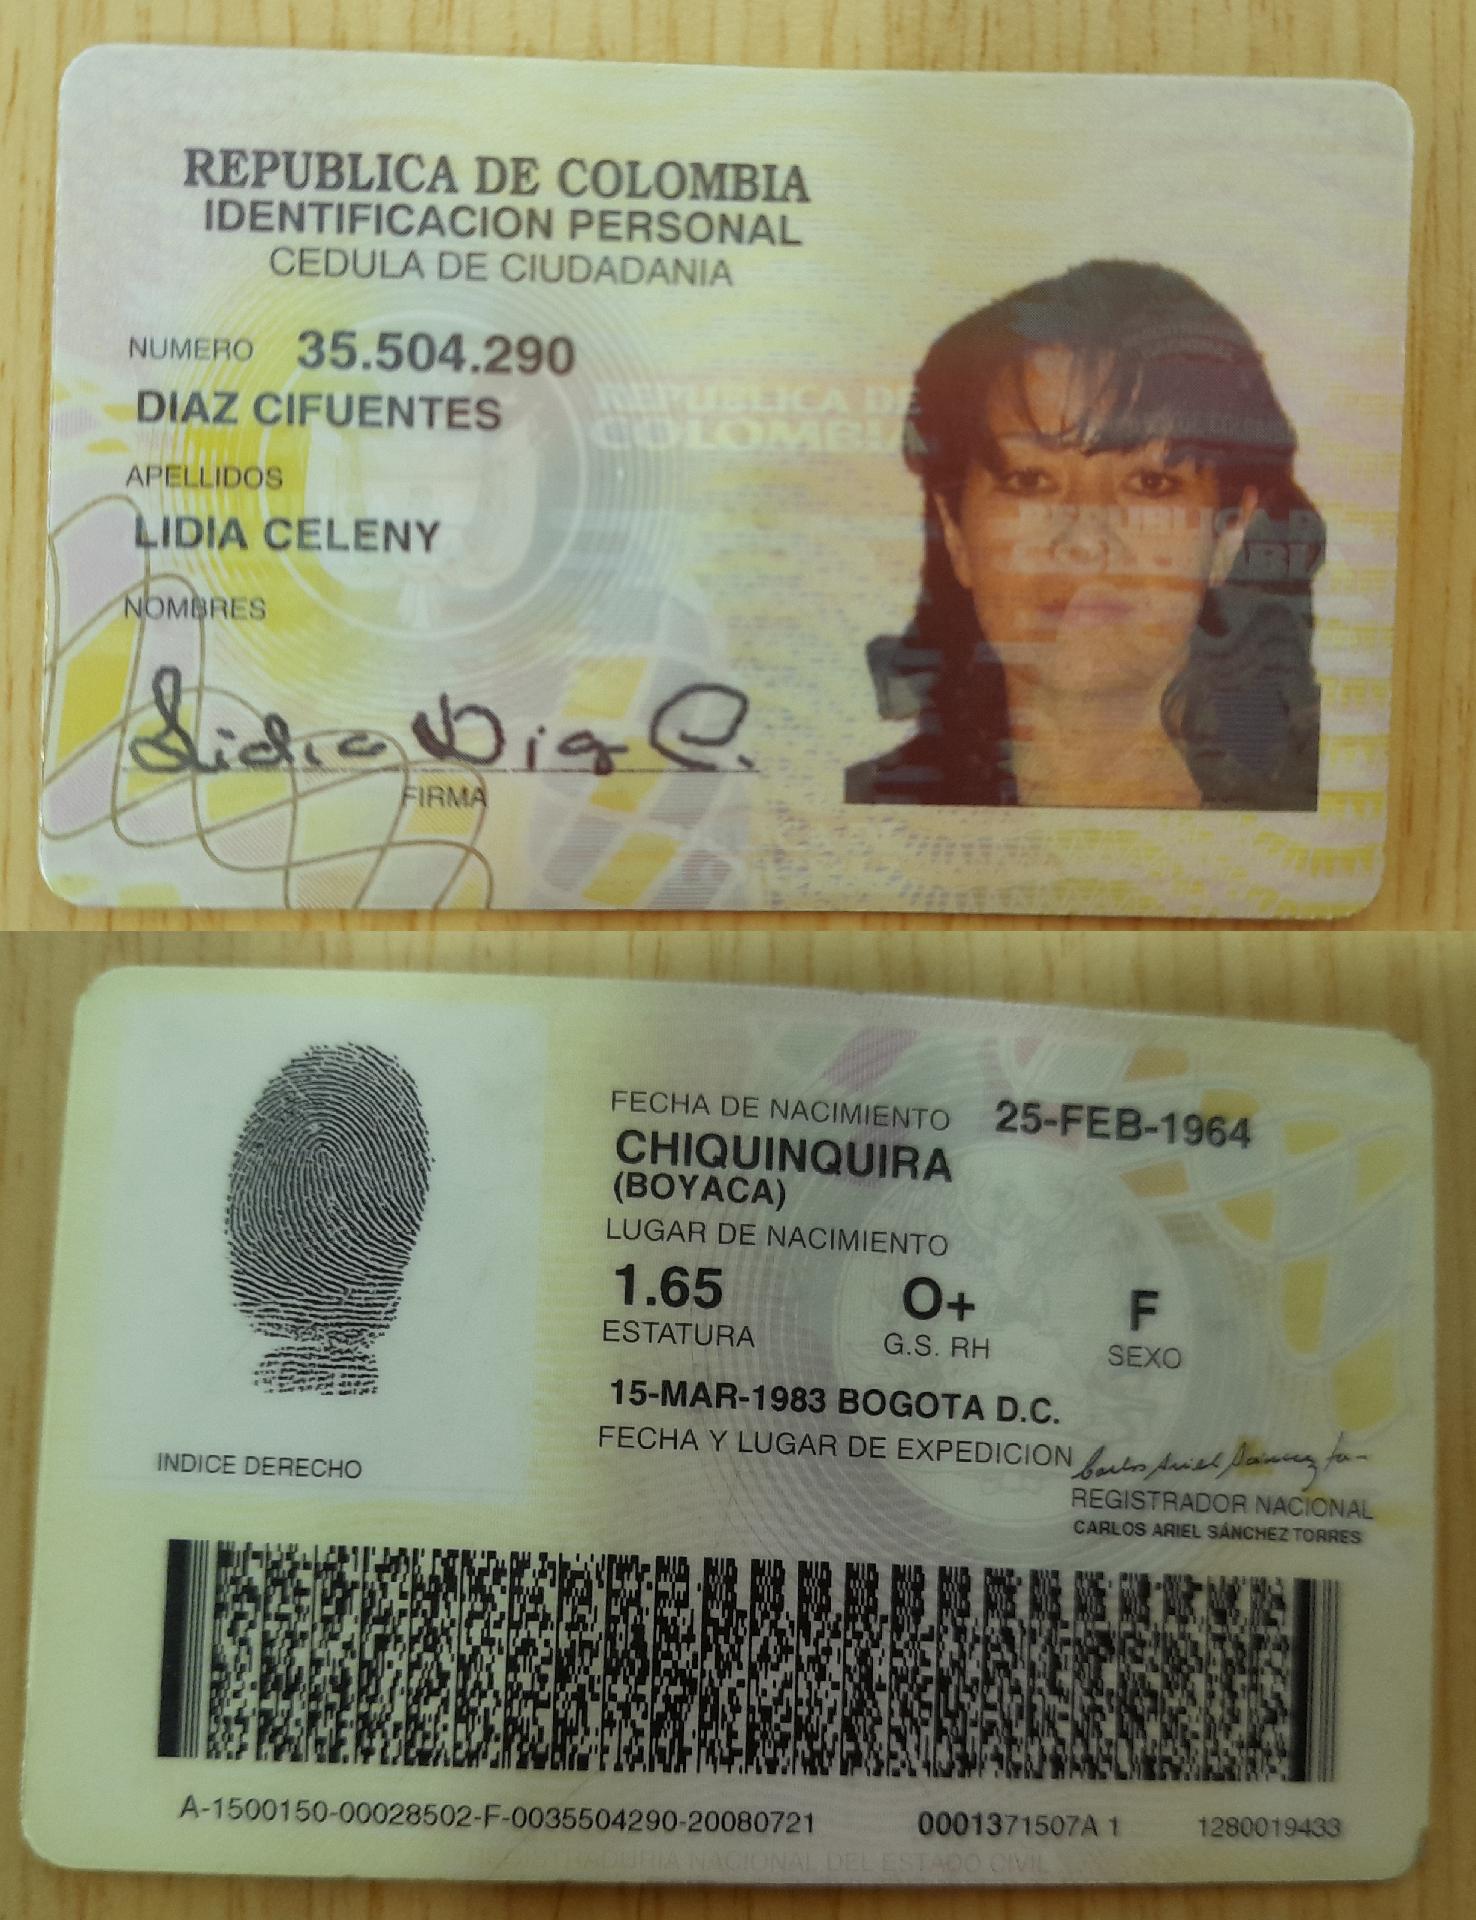 REPUBLICA DE COLOMBIA
IDENTIFICACION PERSONAL
CEDULA DE CIUDADANIA
NUMERO 35.504.290
DIAZ CIFUENTES
APELLIDOS
LIDIA CELENY
NOMBRES
Lidia Diaz C.
FIRMA
REPUBLICA DE
COLOMBIA
FECHA DE NACIMIENTO 25-FEB-1964
CHIQUINQUIRA
(BOYACA)
LUGAR DE NACIMIENTO
1.65 O+ F
ESTATURA G.S. RH SEXO
15-MAR-1983 BOGOTA D.C.
FECHA Y LUGAR DE EXPEDICION
INDICE DERECHO
Carlos Ariel Sánchez To-
REGISTRADOR NACIONAL
CARLOS ARIEL SÁNCHEZ TORRES
A-1500150-00028502-F-0035504290-20080721 0001371507A 1 1280019433
REGISTRADURIA NACIONAL DEL ESTADO CIVIL